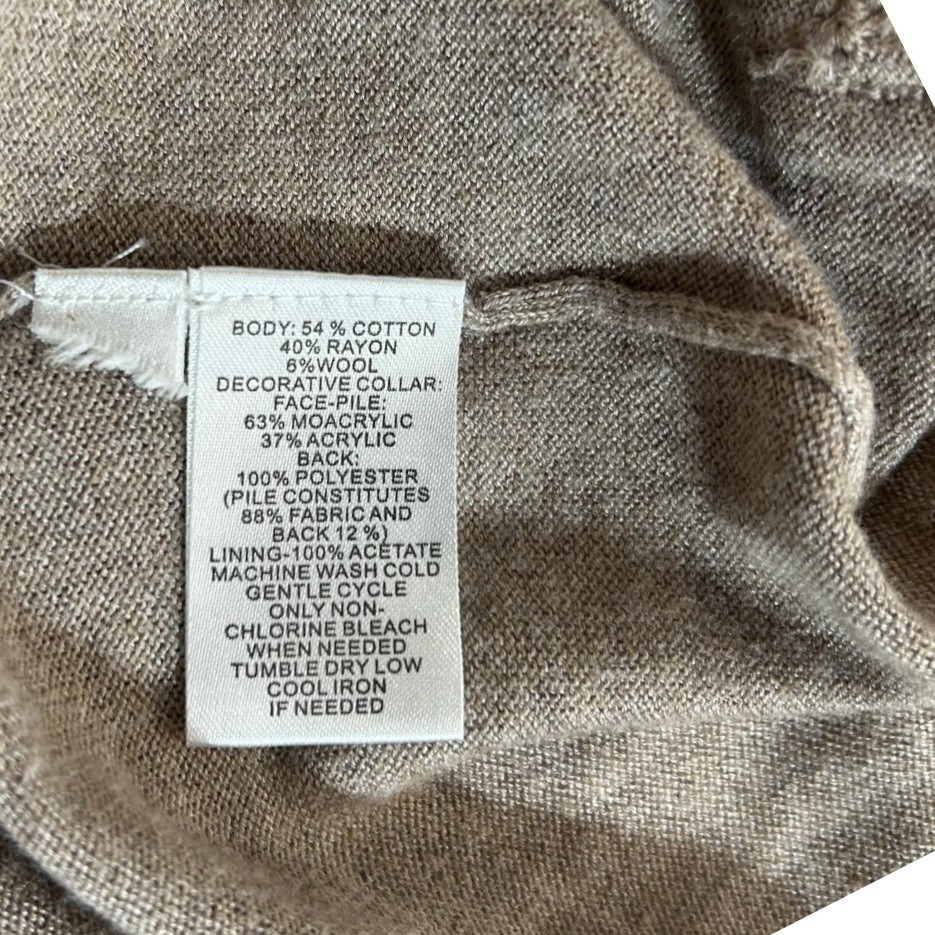 BODY: 54 % COTTON
40% RAYON
6%WOOL
DECORATIVE COLLAR:
FACE-PILE:
63% MOACRYLIC
37% ACRYLIC
BACK:
100% POLYESTER
(PILE CONSTITUTES
88% FABRIC AND
BACK 12 %)
LINING-100% ACETATE
MACHINE WASH COLD
GENTLE CYCLE
ONLY NON-
CHLORINE BLEACH
WHEN NEEDED
TUMBLE DRY LOW
COOL IRON
IF NEEDED